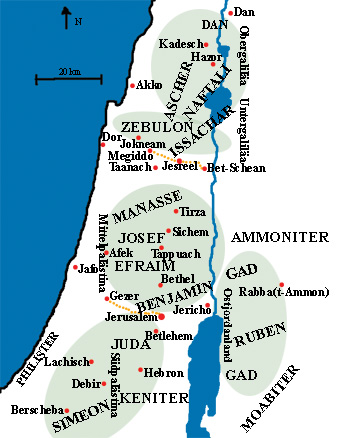 Dan
N
DAN
Kadesch
Hazor
Obergaliläa
20 km
Akko
ASCHER
NAFTALI
Untergaliläa
ZEBULON
Dor
Jokneam
ISSACHAR
Megiddo
Taanach
Jesreel
Bet-Schean
MANASSE
Tirza
Mittelpalästina
Sichem
JOSEF
AMMONITER
Afek
Tappuach
Jafo
EFRAIM
GAD
Bethel
Rabba(t-Ammon)
Gezer
BENJAMIN
Ostjordanland
Jericho
Jerusalem
Betlehem
RUBEN
PHILISTER
JUDA
Südpalästina
Lachisch
Hebron
Debir
GAD
KENITER
MOABITER
Berscheba
SIMEON